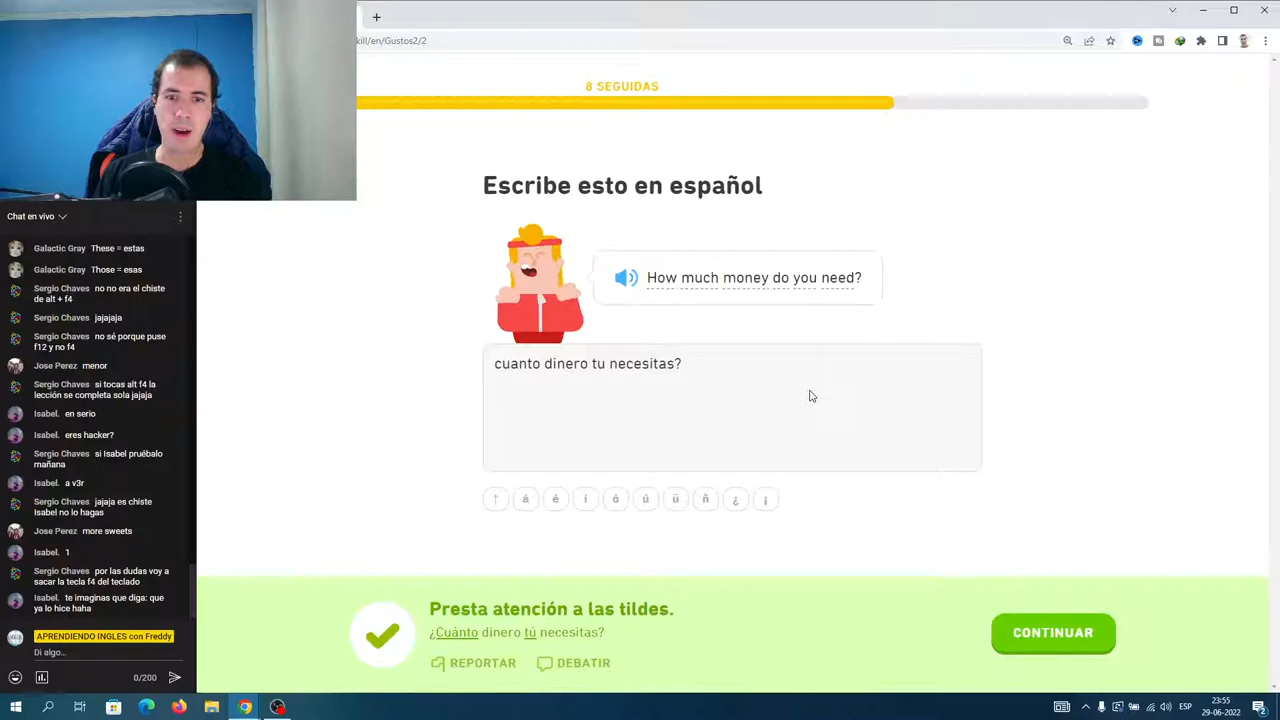 kill/en/Gustos2/2
8 SEGUIDAS
Escribe esto en español
How much money do you need?
cuanto dinero tu necesitas?
↑ á é í ó ú ü ñ ¿ ¡
Presta atención a las tildes.
¿Cuánto dinero tú necesitas?
REPORTAR DEBATIR
CONTINUAR
Chat en vivo
Galactic Gray These = estas
Galactic Gray Those = esas
Sergio Chaves no no era el chiste
de alt + f4
Sergio Chaves jajajaja
Sergio Chaves no sé porque puse
f12 y no f4
Jose Perez menor
Sergio Chaves si tocas alt f4 la
lección se completa sola jajaja
Isabel. en serio
Isabel. eres hacker?
Sergio Chaves si Isabel pruébalo
mañana
Isabel. a v3r
Sergio Chaves jajaja es chiste
Isabel no lo hagas
Jose Perez more sweets
Isabel. 1
Sergio Chaves por las dudas voy a
sacar la tecla f4 del teclado
Isabel. te imaginas que diga: que
ya lo hice haha
APRENDIENDO INGLES con Freddy
Di algo...
0/200
ESP
23:55
29-06-2022
2